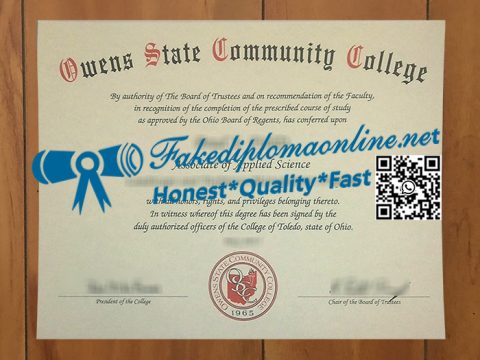 Owens State Community College
By authority of The Board of Trustees and on recommendation of the Faculty,
in recognition of the completion of the prescribed course of study
as approved by the Ohio Board of Regents, has conferred upon
Fakediplomaonline.net
Associate of Applied Science
Honest*Quality*Fast
with honors, rights, and privileges belonging thereto.
In witness whereof this degree has been signed by the
duly authorized officers of the College of Toledo, state of Ohio.
OWENS STATE COMMUNITY COLLEGE
1965
President of the College
Chair of the Board of Trustees